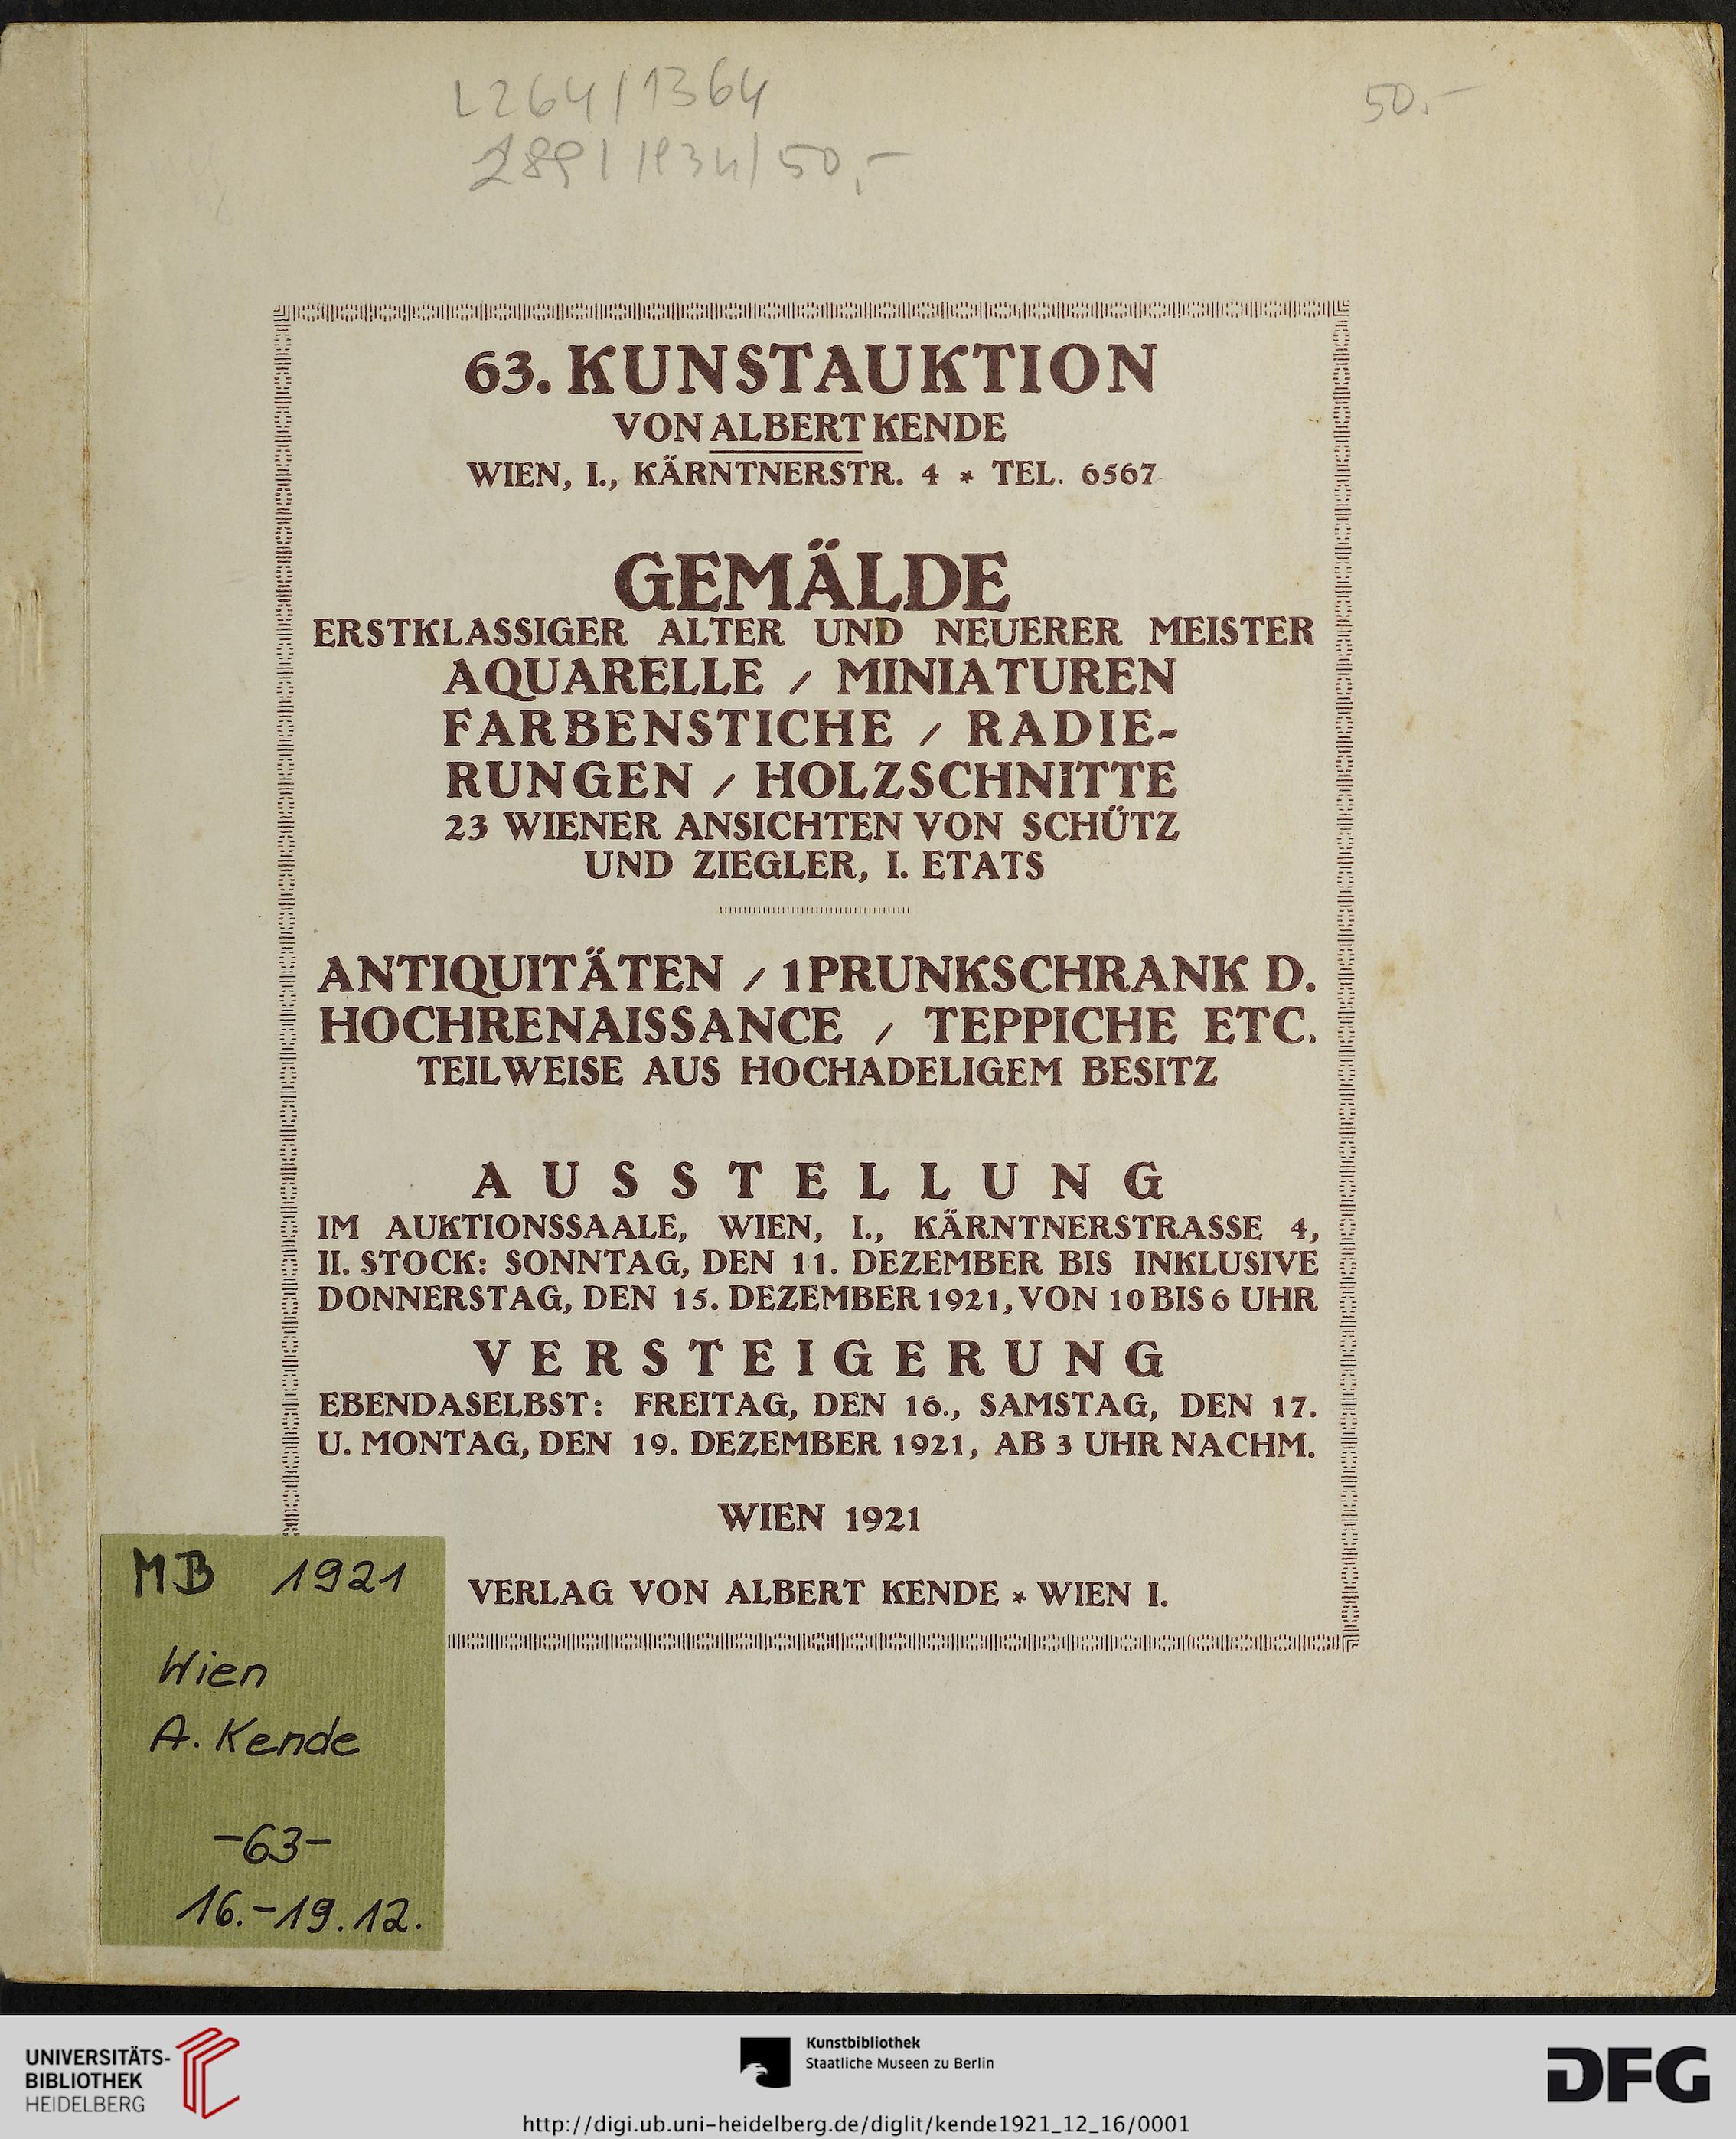 L264/1364
50.-
63. KUNSTAUKTION
VON ALBERT KENDE
WIEN, I., KÄRNTNERSTR. 4 * TEL. 6567
GEMÄLDE
ERSTKLASSIGER ALTER UND NEUERER MEISTER
AQUARELLE / MINIATUREN
FARBENSTICHE / RADIE-
RUNGEN / HOLZSCHNITTE
23 WIENER ANSICHTEN VON SCHÜTZ
UND ZIEGLER, I. ETATS
ANTIQUITÄTEN / 1 PRUNKSCHRANK D.
HOCHRENAISSANCE / TEPPICHE ETC.
TEILWEISE AUS HOCHADELIGEM BESITZ
AUSSTELLUNG
IM AUKTIONSSAALE, WIEN, I., KÄRNTNERSTRASSE 4,
II. STOCK: SONNTAG, DEN 11. DEZEMBER BIS INKLUSIVE
DONNERSTAG, DEN 15. DEZEMBER 1921, VON 10 BIS 6 UHR
VERSTEIGERUNG
EBENDASELBST: FREITAG, DEN 16., SAMSTAG, DEN 17.
U. MONTAG, DEN 19. DEZEMBER 1921, AB 3 UHR NACHM.
WIEN 1921
VERLAG VON ALBERT KENDE * WIEN I.
MB 1921
Wien
A. Kende
-63-
16.-19.12.
UNIVERSITÄTS-
BIBLIOTHEK
HEIDELBERG
Kunstbibliothek
Staatliche Museen zu Berlin
DFG
http://digi.ub.uni-heidelberg.de/diglit/kende1921_12_16/0001